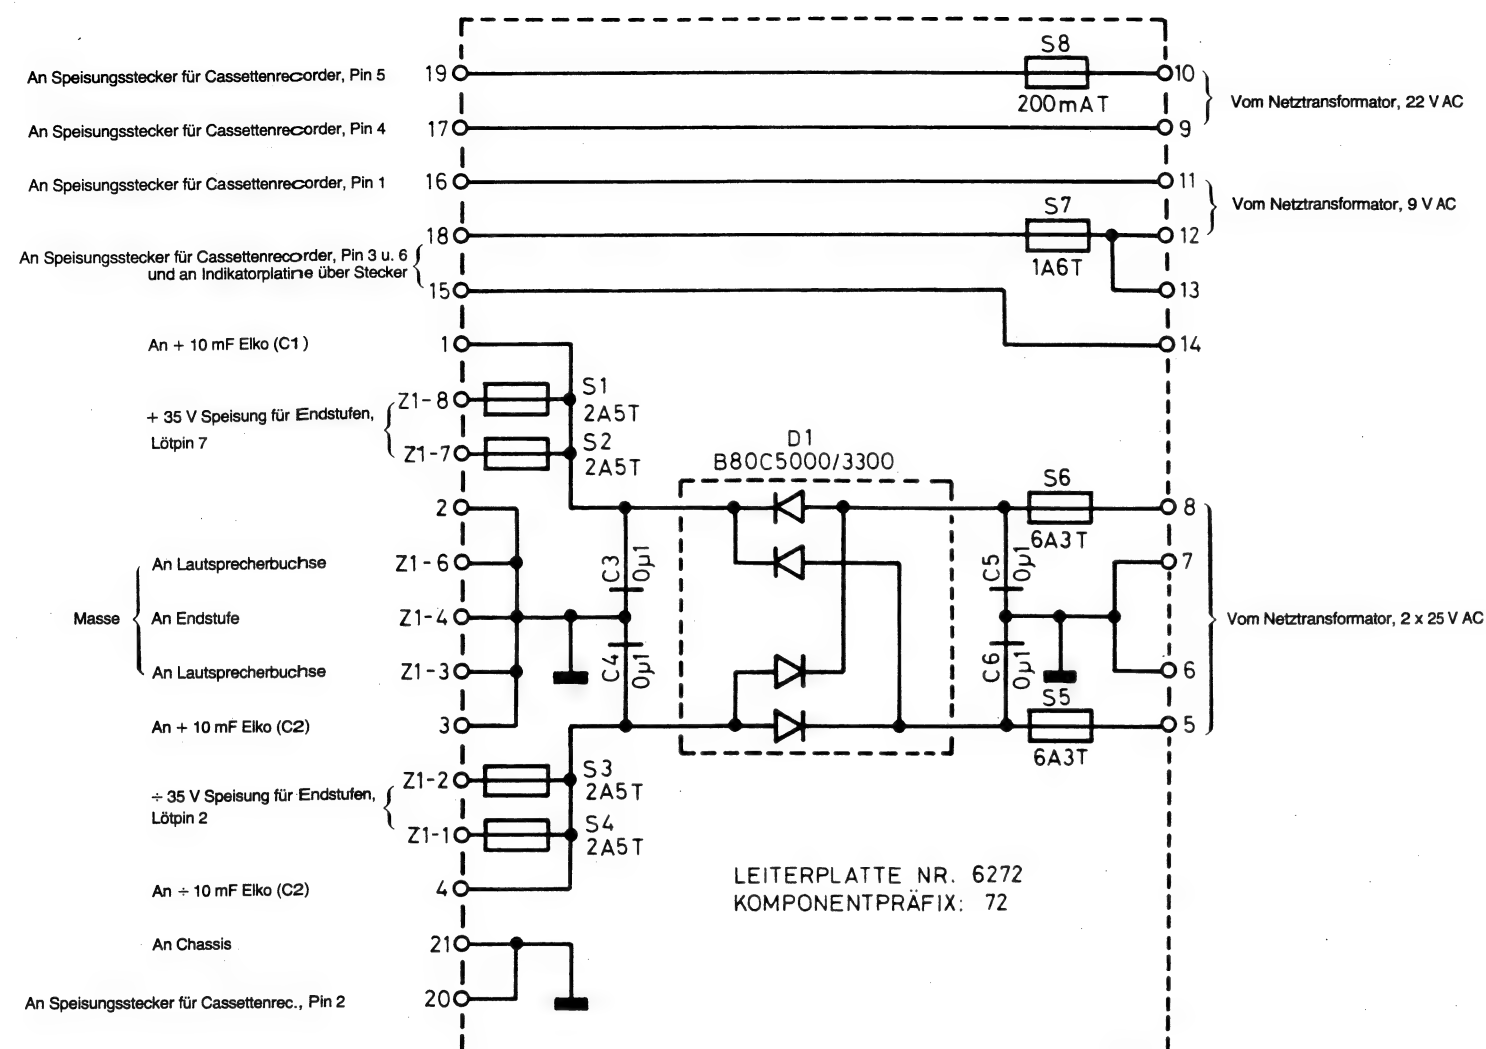 S8
An Speisungsstecker für Cassettenrecorder, Pin 5
19
10
200mAT
Vom Netztransformator, 22 V AC
An Speisungsstecker für Cassettenrecorder, Pin 4
17
9
An Speisungsstecker für Cassettenrecorder, Pin 1
16
11
S7
Vom Netztransformator, 9 V AC
18
12
An Speisungsstecker für Cassettenrecorder, Pin 3 u. 6
und an Indikatorplatine über Stecker
1A6T
15
13
An + 10 mF Elko (C1)
1
14
Z1-8
S1
2A5T
+ 35 V Speisung für Endstufen,
Lötpin 7
Z1-7
S2
2A5T
D1
B80C5000/3300
S6
2
8
6A3T
An Lautsprecherbuchse
Z1-6
C3
0µ1
C5
0µ1
7
Masse
An Endstufe
Z1-4
Vom Netztransformator, 2 x 25 V AC
An Lautsprecherbuchse
Z1-3
C4
0µ1
C6
0µ1
6
S5
An + 10 mF Elko (C2)
3
5
6A3T
Z1-2
S3
2A5T
÷ 35 V Speisung für Endstufen,
Lötpin 2
Z1-1
S4
2A5T
LEITERPLATTE NR. 6272
KOMPONENTPRÄFIX: 72
An ÷ 10 mF Elko (C2)
4
An Chassis
21
An Speisungsstecker für Cassettenrec., Pin 2
20